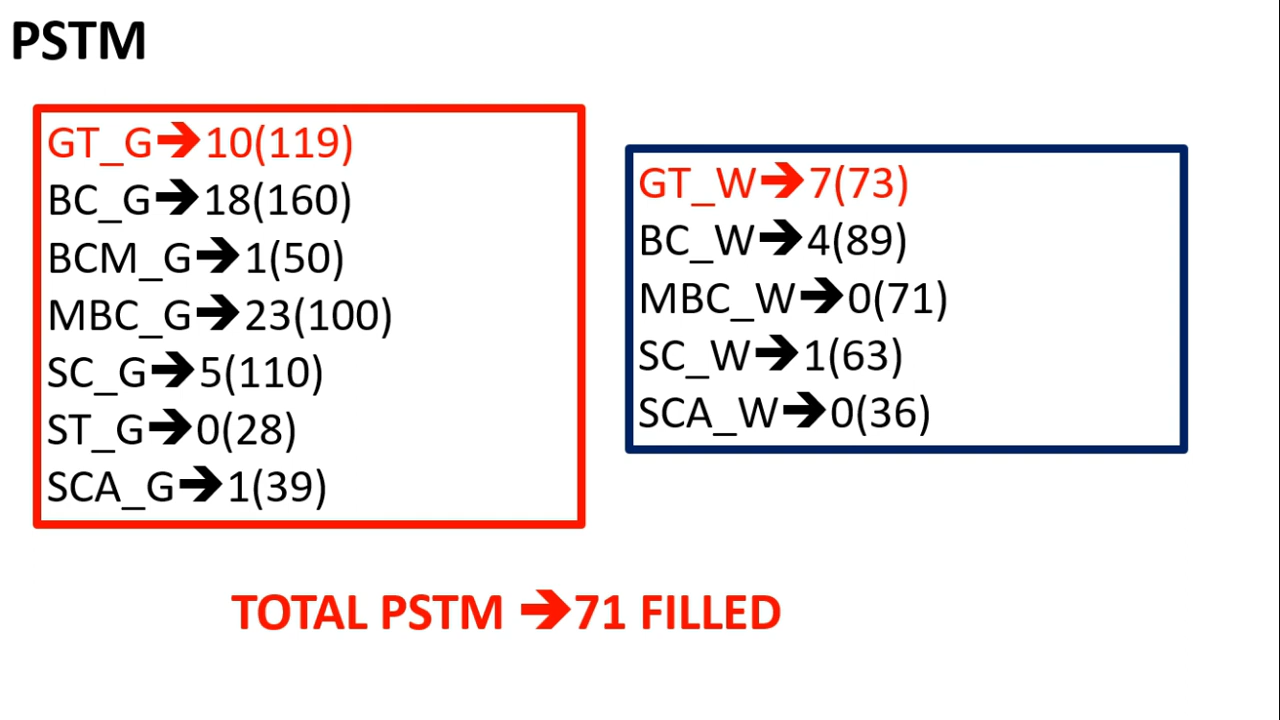 PSTM
GT_G➔10(119)
BC_G➔18(160)
BCM_G➔1(50)
MBC_G➔23(100)
SC_G➔5(110)
ST_G➔0(28)
SCA_G➔1(39)
GT_W➔7(73)
BC_W➔4(89)
MBC_W➔0(71)
SC_W➔1(63)
SCA_W➔0(36)
TOTAL PSTM ➔71 FILLED